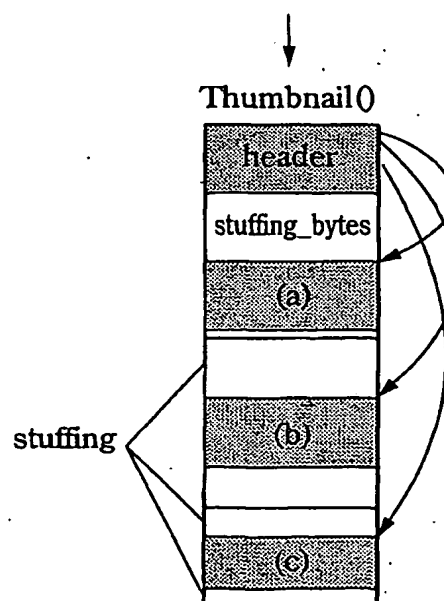 Thumbnail()
header
stuffing_bytes
(a)
(b)
stuffing
(c)